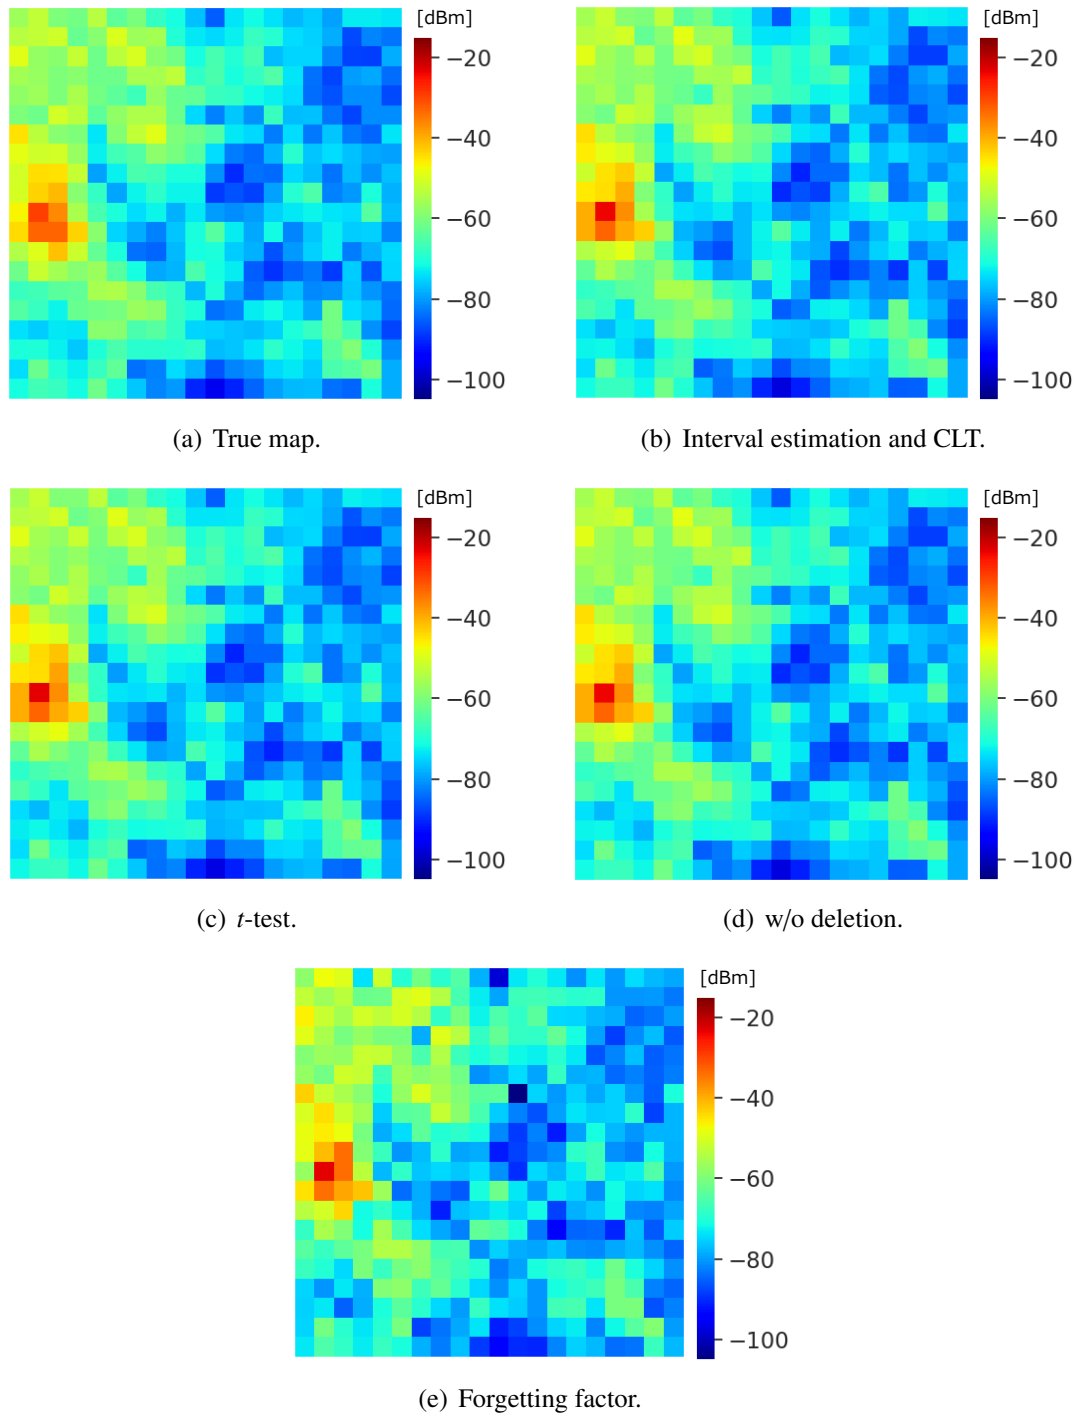 [dBm] [dBm]
−20 −20
−40 −40
−60 −60
−80 −80
−100 −100
(a) True map. (b) Interval estimation and CLT.
[dBm] [dBm]
−20 −20
−40 −40
−60 −60
−80 −80
−100 −100
(c) t-test. (d) w/o deletion.
[dBm]
−20
−40
−60
−80
−100
(e) Forgetting factor.